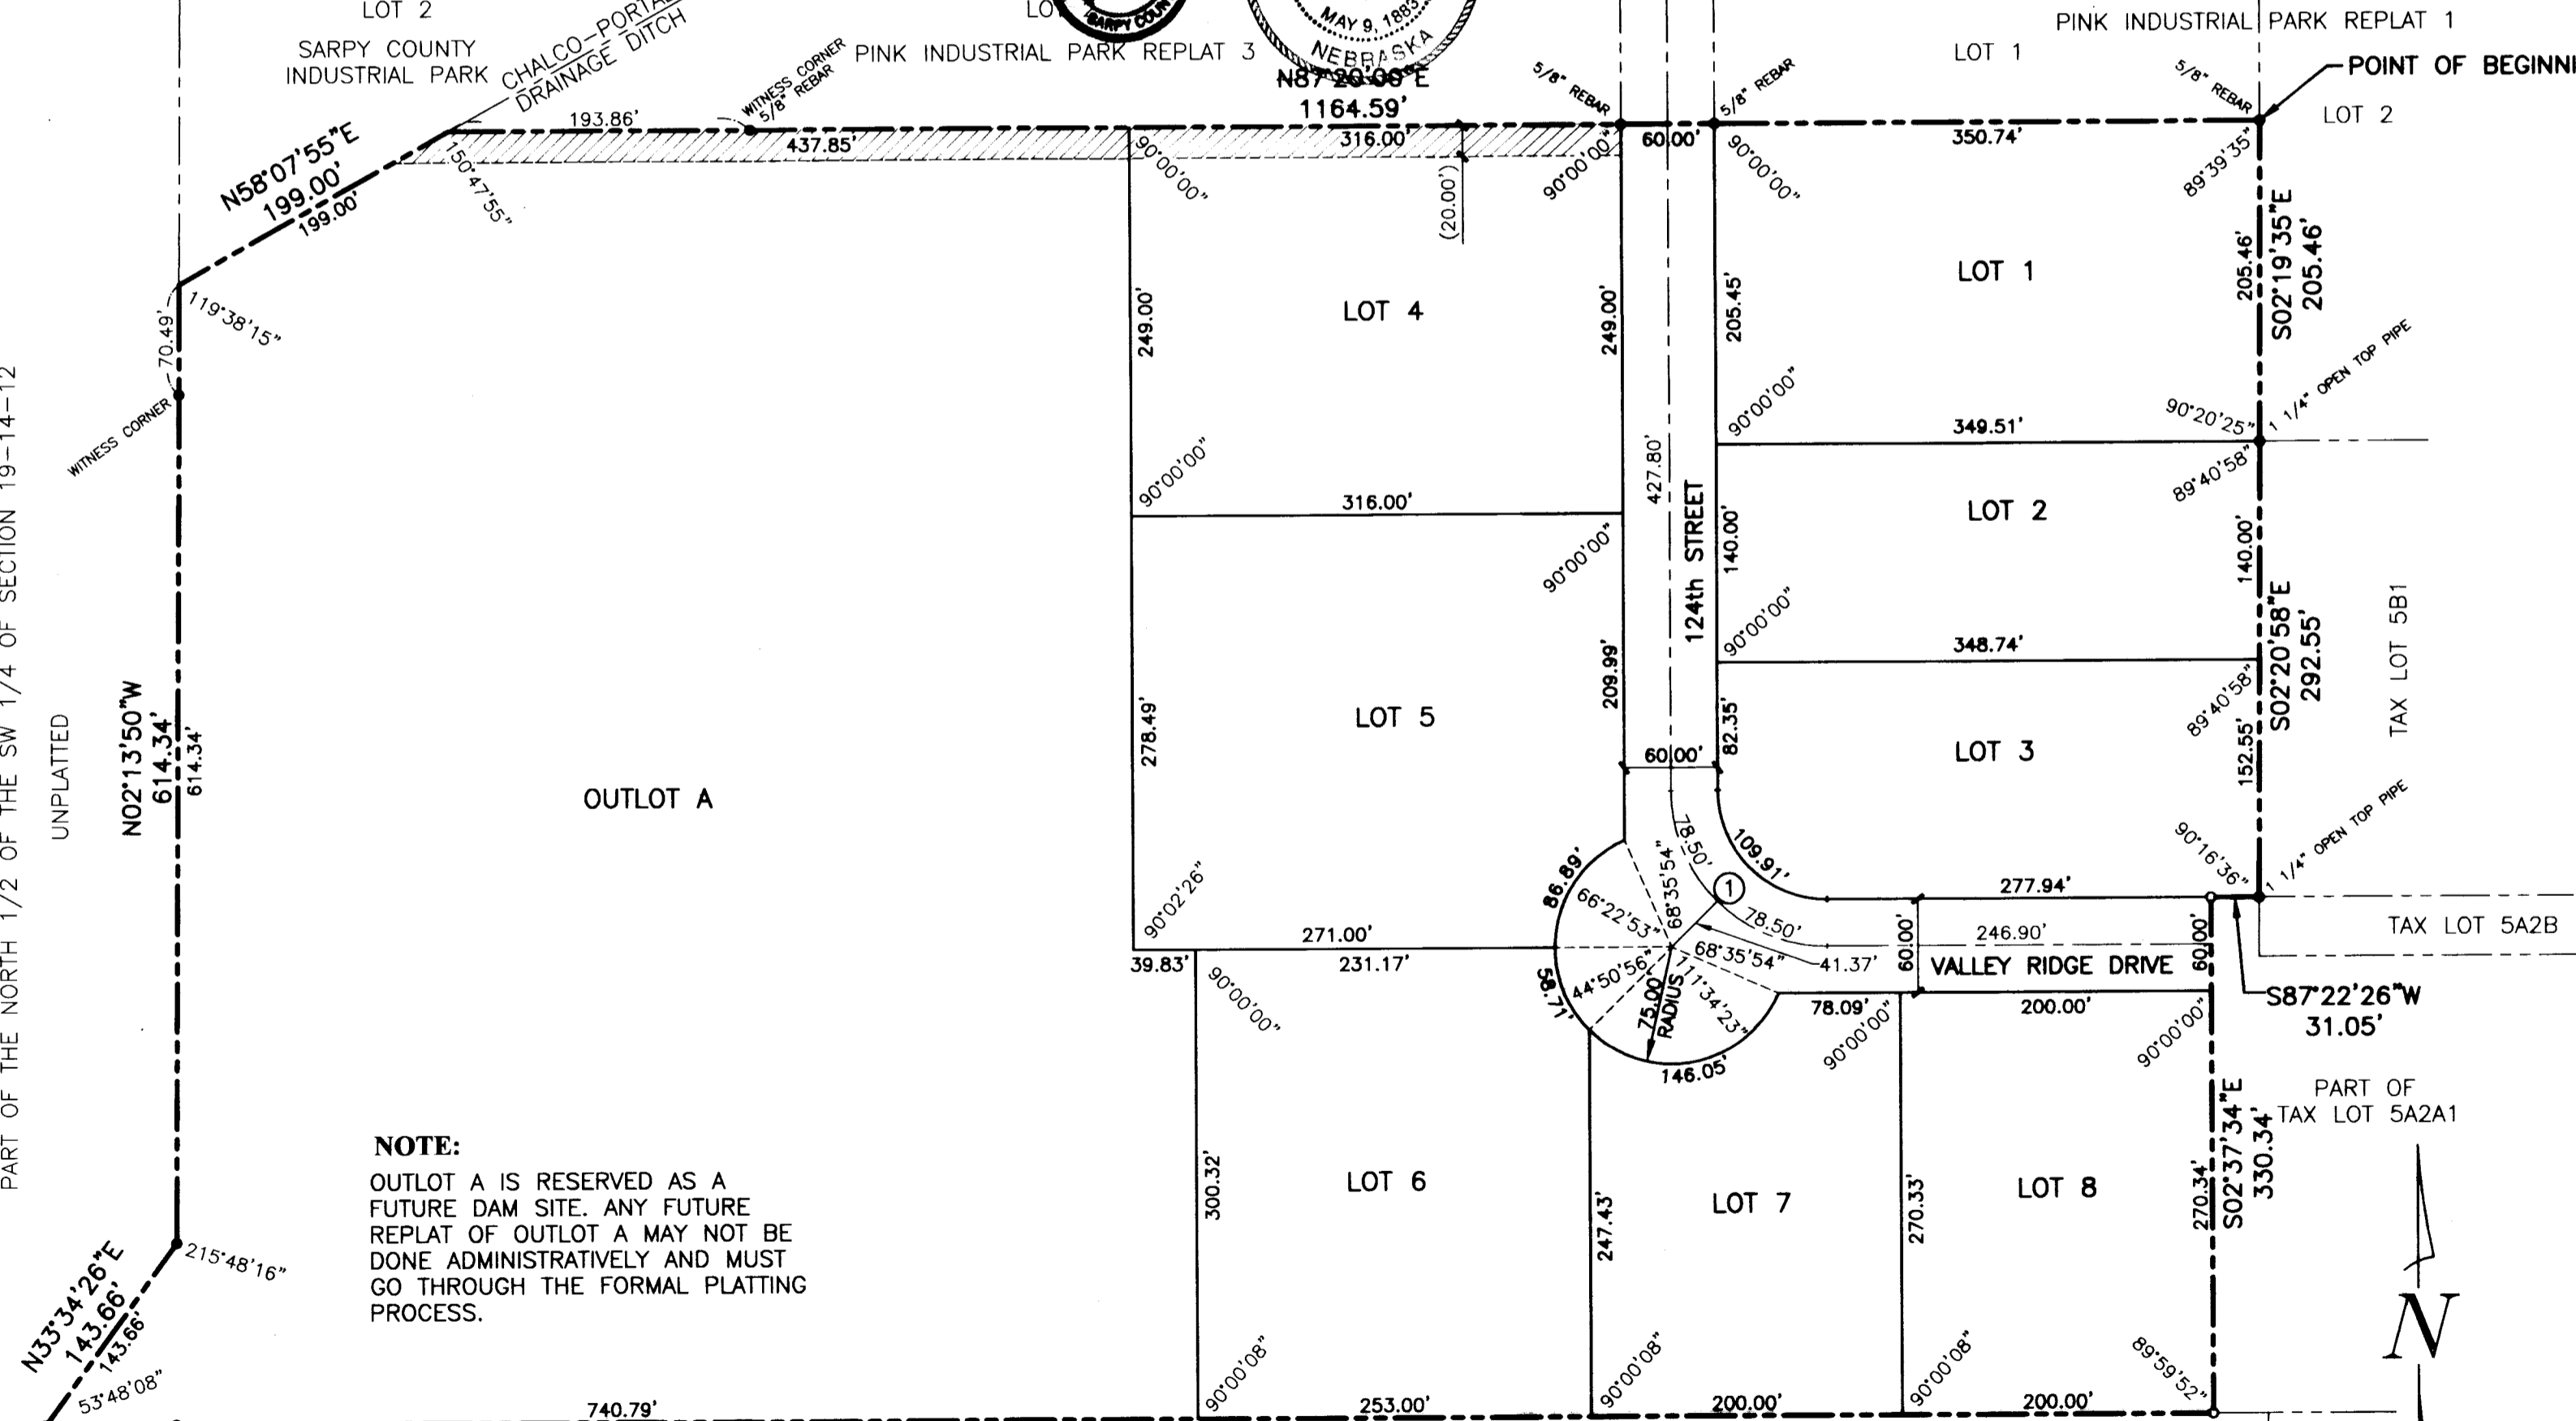 LOT 2
SARPY COUNTY
INDUSTRIAL PARK
CHALCO-PORTAL
DRAINAGE DITCH
WITNESS CORNER
5/8" REBAR
PINK INDUSTRIAL PARK REPLAT 3
SARPY COUN
MAY 9, 1883
NEBRASKA
N87°20'00"E
1164.59'
5/8" REBAR
5/8" REBAR
LOT 1
PINK INDUSTRIAL PARK REPLAT 1
5/8" REBAR
POINT OF BEGINNI
LOT 2
193.86'
437.85'
316.00'
60.00'
350.74'
N58°07'55"E
199.00'
199.00'
150°47'55"
90°00'00"
(20.00')
90°00'00"
90°00'00"
89°39'35"
119°38'15"
70.49'
WITNESS CORNER
249.00'
LOT 4
249.00'
205.45'
LOT 1
205.46'
S02°19'35"E
205.46'
1 1/4" OPEN TOP PIPE
90°00'00"
349.51'
90°20'25"
90°00'00"
316.00'
427.80'
124th STREET
89°40'58"
LOT 2
140.00'
140.00'
90°00'00"
90°00'00"
348.74'
S02°20'58"E
292.55'
TAX LOT 5B1
PART OF THE NORTH 1/2 OF THE SW 1/4 OF SECTION 19-14-12
UNPLATTED
N02°13'50"W
614.34'
614.34'
OUTLOT A
278.49'
LOT 5
209.99'
60.00'
82.35'
LOT 3
89°40'58"
152.55'
90°16'36"
1 1/4" OPEN TOP PIPE
90°02'26"
86.89'
66°22'53"
68°35'54"
78.50'
1
109.91'
277.94'
78.50'
246.90'
TAX LOT 5A2B
271.00'
39.83'
231.17'
90°00'00"
58.71'
44°50'56"
75.00'
RADIUS
68°35'54"
41.37'
111°34'23"
60.00'
VALLEY RIDGE DRIVE
60.00'
S87°22'26"W
31.05'
78.09'
200.00'
90°00'00"
90°00'00"
146.05'
PART OF
TAX LOT 5A2A1
NOTE:
OUTLOT A IS RESERVED AS A
FUTURE DAM SITE. ANY FUTURE
REPLAT OF OUTLOT A MAY NOT BE
DONE ADMINISTRATIVELY AND MUST
GO THROUGH THE FORMAL PLATTING
PROCESS.
300.32'
LOT 6
247.43'
LOT 7
270.33'
LOT 8
270.34'
S02°37'34"E
330.34'
215°48'16"
N33°34'26"E
143.66'
143.66'
53°48'08"
740.79'
90°00'08"
253.00'
90°00'08"
200.00'
90°00'08"
200.00'
89°59'52"
N